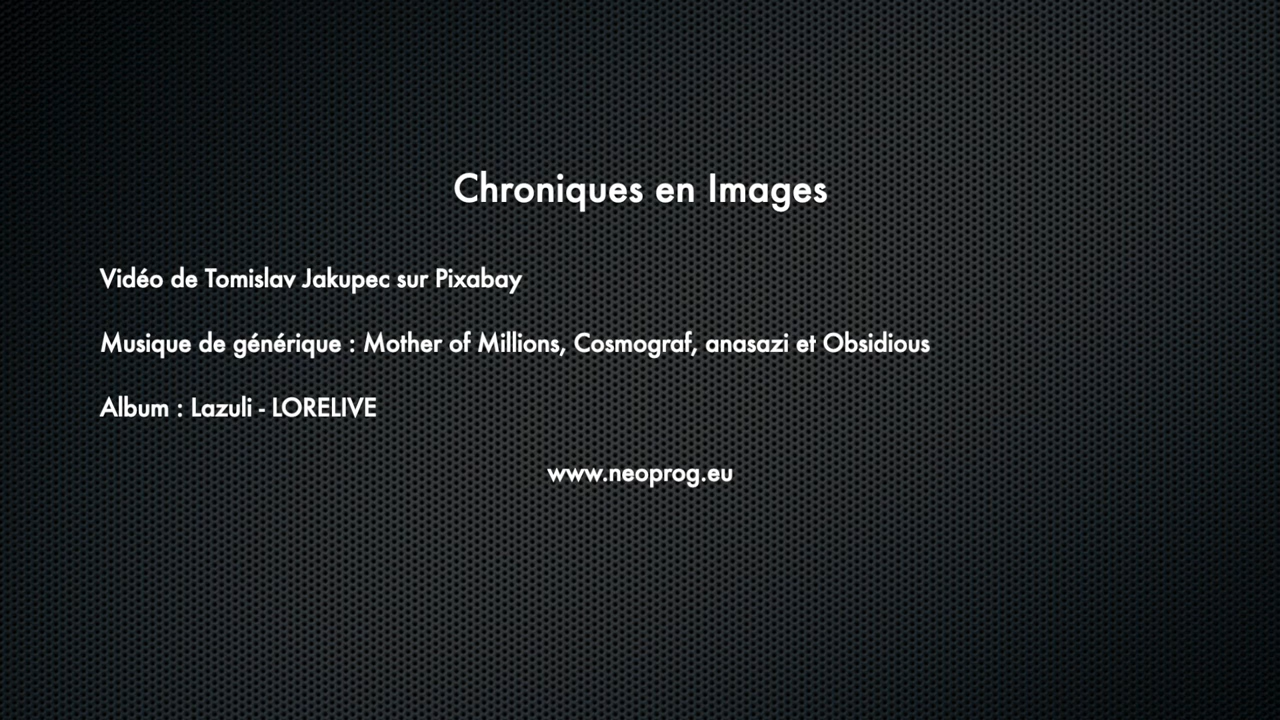 Chroniques en Images
Vidéo de Tomislav Jakupec sur Pixabay
Musique de générique : Mother of Millions, Cosmograf, anasazi et Obsidious
Album : Lazuli - LORELIVE
www.neoprog.eu